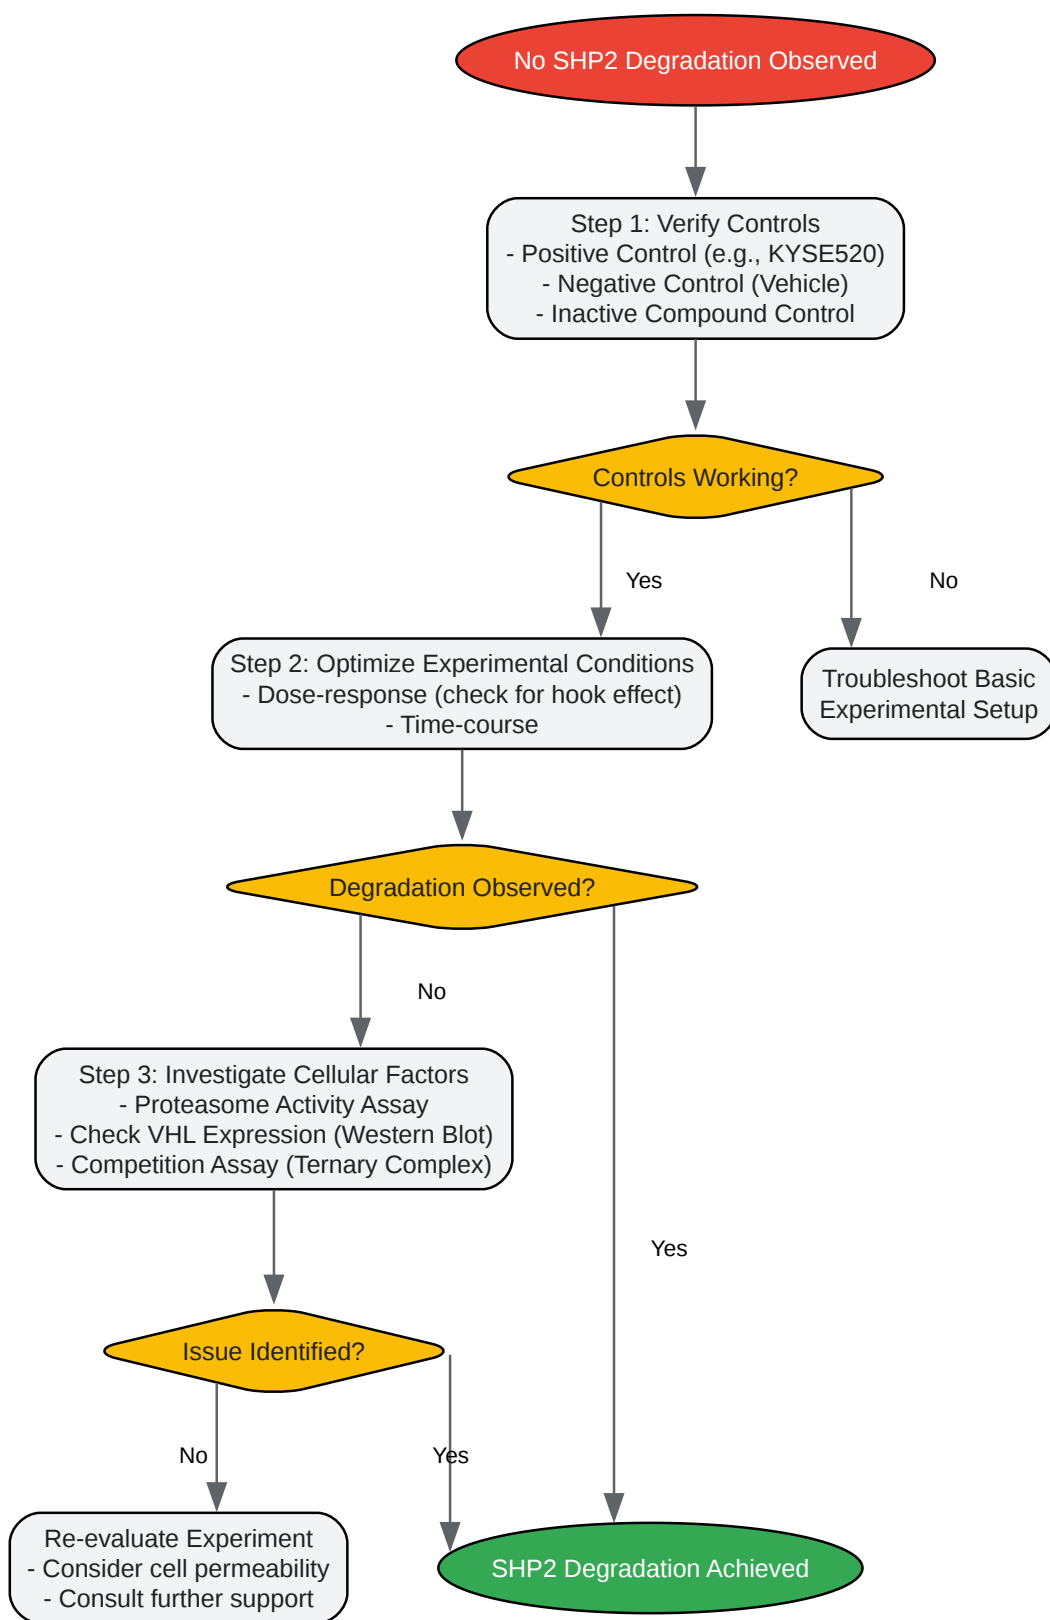 No SHP2 Degradation Observed
Step 1: Verify Controls
- Positive Control (e.g., KYSE520)
- Negative Control (Vehicle)
- Inactive Compound Control
Controls Working?
Yes
No
Step 2: Optimize Experimental Conditions
- Dose-response (check for hook effect)
- Time-course
Troubleshoot Basic
Experimental Setup
Degradation Observed?
No
Step 3: Investigate Cellular Factors
- Proteasome Activity Assay
- Check VHL Expression (Western Blot)
- Competition Assay (Ternary Complex)
Yes
Issue Identified?
No
Yes
Re-evaluate Experiment
- Consider cell permeability
- Consult further support
SHP2 Degradation Achieved